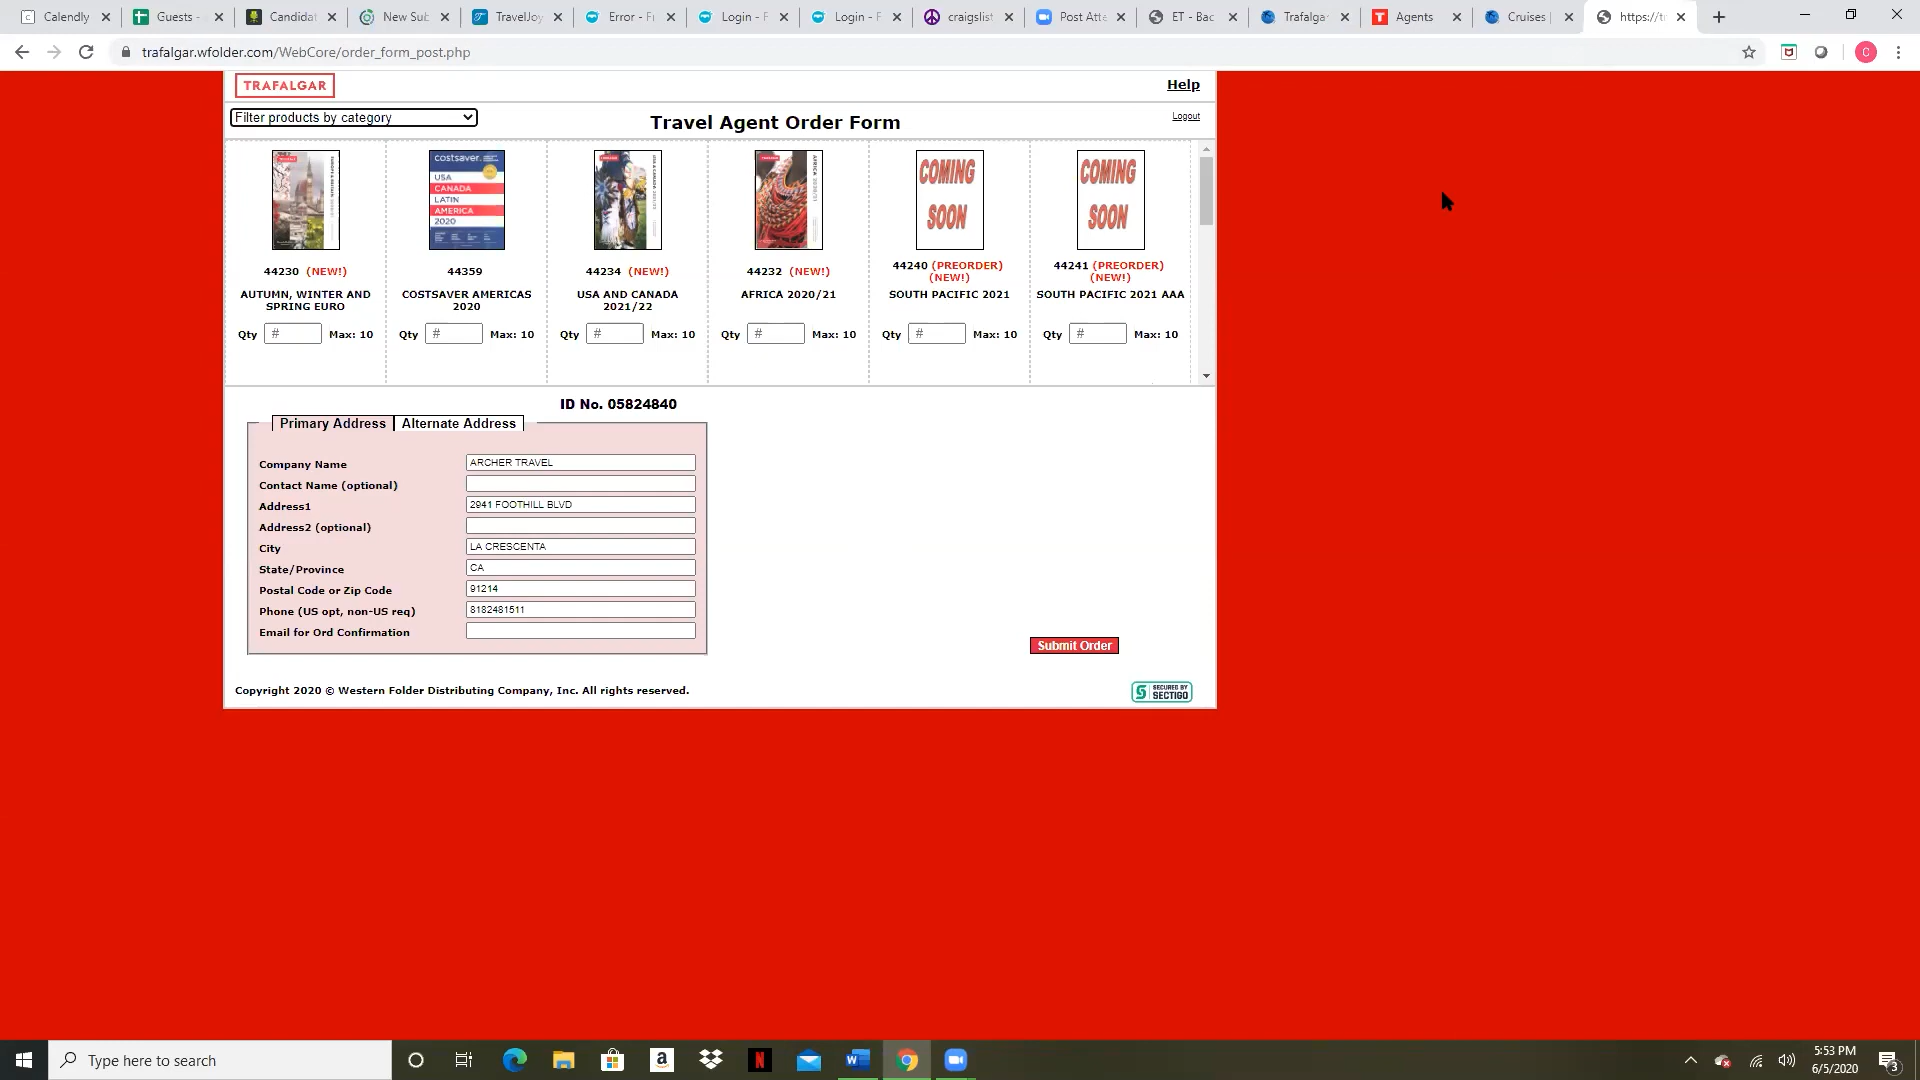 Calendly
Guests -
Candidat
New Sub
TravelJoy
Error - Fi
Login - F
Login - F
craigslist
Post Atte
ET - Bac
Trafalga
Agents
Cruises |
https://tr
trafalgar.wfolder.com/WebCore/order_form_post.php
C
TRAFALGAR
Help
Filter products by category
Travel Agent Order Form
Logout
costsaver.
USA
CANADA
LATIN
AMERICA
2020
COMING
SOON
COMING
SOON
44230 (NEW!)
44359
44234 (NEW!)
44232 (NEW!)
44240 (PREORDER)
(NEW!)
44241 (PREORDER)
(NEW!)
AUTUMN, WINTER AND
SPRING EURO
COSTSAVER AMERICAS
2020
USA AND CANADA
2021/22
AFRICA 2020/21
SOUTH PACIFIC 2021
SOUTH PACIFIC 2021 AAA
Qty # Max: 10
Qty # Max: 10
Qty # Max: 10
Qty # Max: 10
Qty # Max: 10
Qty # Max: 10
ID No. 05824840
Primary Address
Alternate Address
Company Name ARCHER TRAVEL
Contact Name (optional)
Address1 2941 FOOTHILL BLVD
Address2 (optional)
City LA CRESCENTA
State/Province CA
Postal Code or Zip Code 91214
Phone (US opt, non-US req) 8182481511
Email for Ord Confirmation
Submit Order
Copyright 2020 © Western Folder Distributing Company, Inc. All rights reserved.
S SECURED BY
SECTIGO
Type here to search
5:53 PM
6/5/2020
3